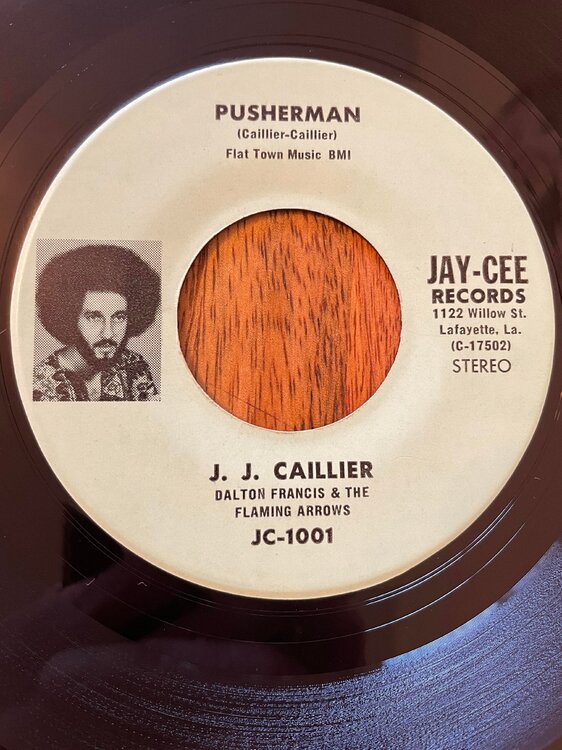 PUSHERMAN
(Caillier-Caillier)
Flat Town Music BMI
JAY-CEE
RECORDS
1122 Willow St.
Lafayette, La.
(C-17502)
STEREO
J. J. CAILLIER
DALTON FRANCIS & THE
FLAMING ARROWS
JC-1001